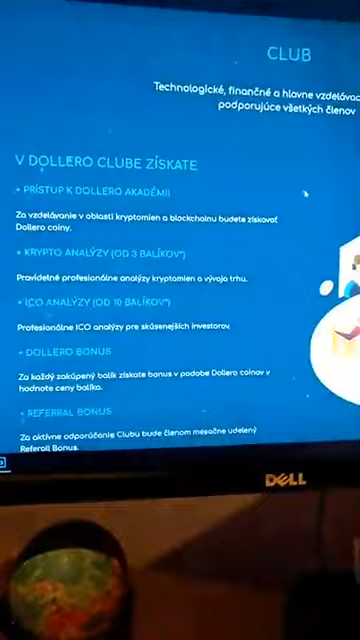 CLUB
Technologické, finančné a hlavne vzdelávac
podporujúce všetkých členov
V DOLLERO CLUBE ZÍSKATE
+ PRÍSTUP K DOLLERO AKADÉMII
Za vzdelávanie v oblasti kryptomien a blockchainu budete získavať
Dollero coiny.
+ KRYPTO ANALÝZY (OD 3 BALÍKOV*)
Pravidelné profesionálne analýzy kryptomien a vývoja trhu.
+ ICO ANALÝZY (OD 10 BALÍKOV*)
Profesionálne ICO analýzy pre skúsenejších investorov.
+ DOLLERO BONUS
Za každý zakúpený balík získate bonus v podobe Dollero coinov v
hodnote ceny balíka.
+ REFERRAL BONUS
Za aktívne odporúčanie Clubu bude členom mesačne udelený
Referall Bonus.
DELL